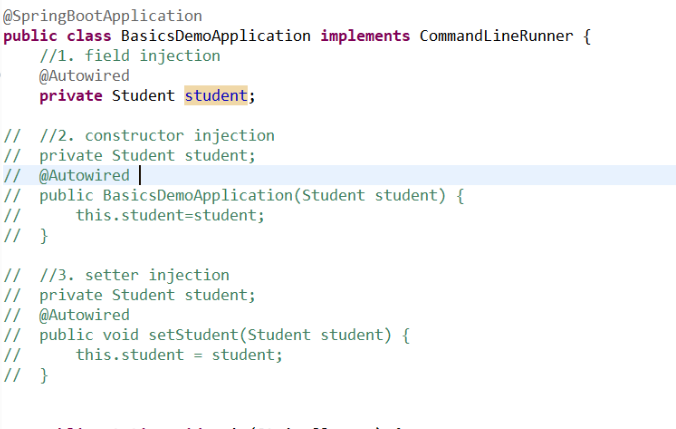 @SpringBootApplication
public class BasicsDemoApplication implements CommandLineRunner {
    //1. field injection
    @Autowired
    private Student student;

//  //2. constructor injection
//  private Student student;
//  @Autowired
//  public BasicsDemoApplication(Student student) {
//      this.student=student;
//  }

//  //3. setter injection
//  private Student student;
//  @Autowired
//  public void setStudent(Student student) {
//      this.student = student;
//  }